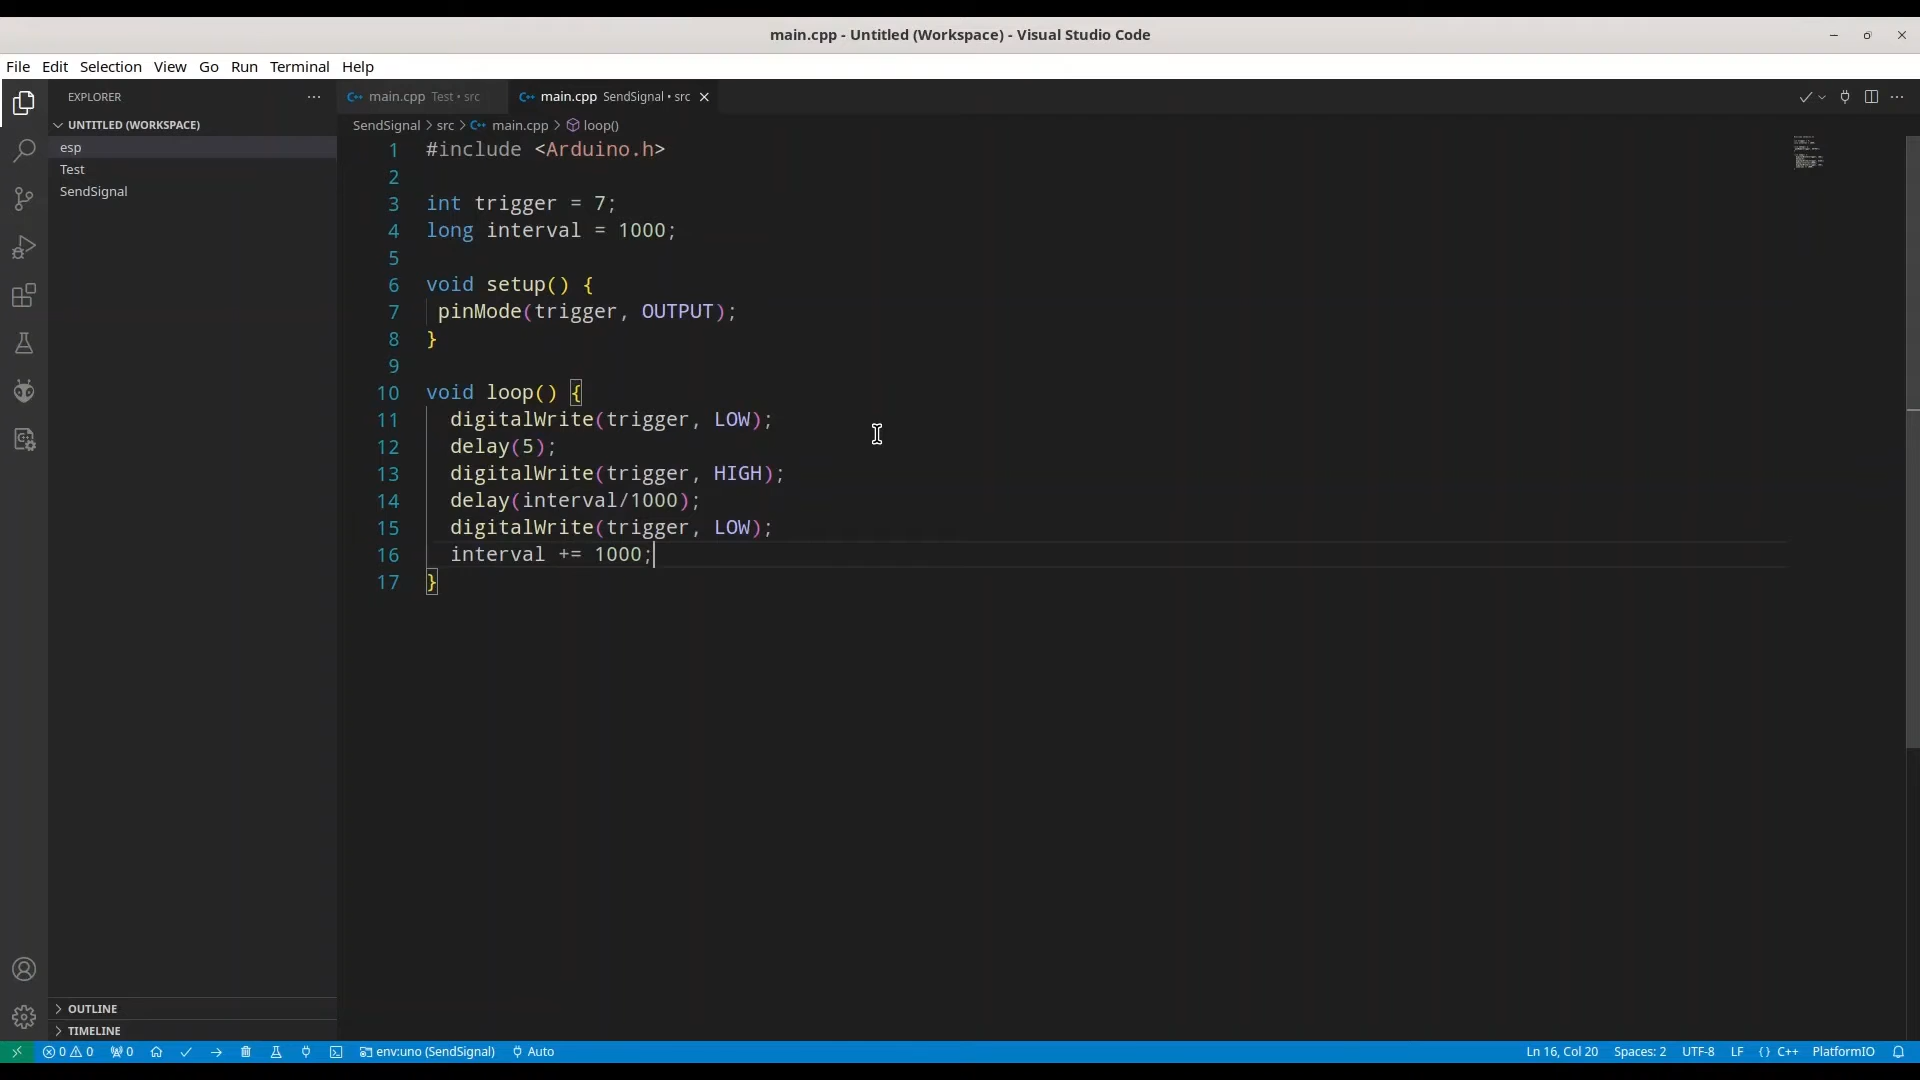 main.cpp - Untitled (Workspace) - Visual Studio Code
File Edit Selection View Go Run Terminal Help
EXPLORER
main.cpp Test • src
main.cpp SendSignal • src
UNTITLED (WORKSPACE)
SendSignal > src > main.cpp > loop()
esp
Test
SendSignal
1 #include <Arduino.h>
2
3 int trigger = 7;
4 long interval = 1000;
5
6 void setup() {
7 pinMode(trigger, OUTPUT);
8 }
9
10 void loop() {
11 digitalWrite(trigger, LOW);
12 delay(5);
13 digitalWrite(trigger, HIGH);
14 delay(interval/1000);
15 digitalWrite(trigger, LOW);
16 interval += 1000;
17 }
OUTLINE
TIMELINE
0 0 0 env:uno (SendSignal) Auto Ln 16, Col 20 Spaces: 2 UTF-8 LF {} C++ PlatformIO